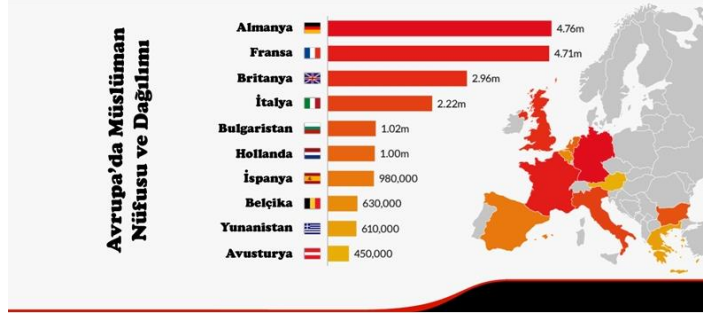 Avrupa'da Müslüman
Nüfusu ve Dağılımı
Almanya 4.76m
Fransa 4.71m
Britanya 2.96m
İtalya 2.22m
Bulgaristan 1.02m
Hollanda 1.00m
İspanya 980,000
Belçika 630,000
Yunanistan 610,000
Avusturya 450,000